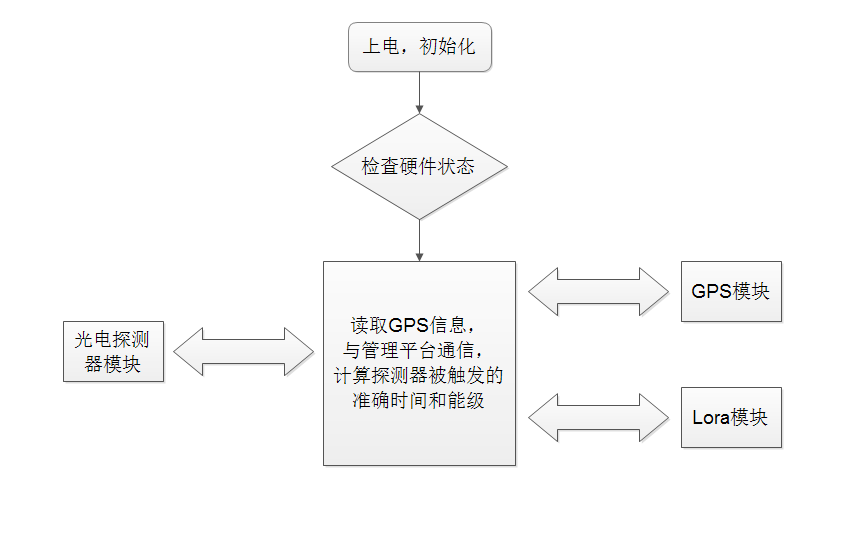 上电，初始化
检查硬件状态
读取GPS信息，
与管理平台通信，
计算探测器被触发的
准确时间和能级
光电探测
器模块
GPS模块
Lora模块